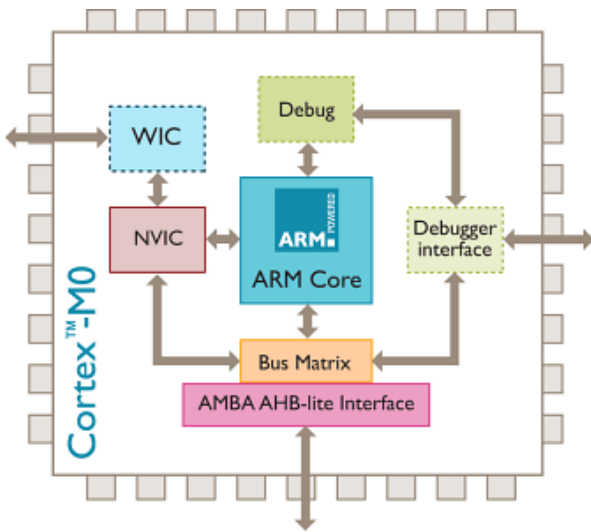 WIC
Debug
NVIC
ARM
POWERED
ARM Core
Debugger
interface
Bus Matrix
AMBA AHB-lite Interface
Cortex™-M0